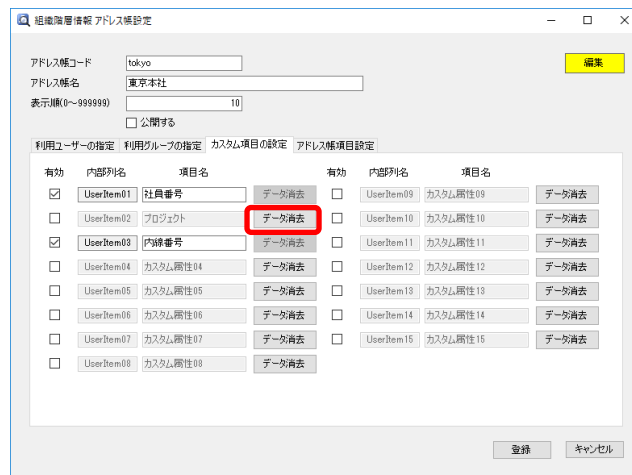 組織階層情報 アドレス帳設定
アドレス帳コード tokyo 編集
アドレス帳名 東京本社
表示順(0～999999) 10
公開する
利用ユーザーの指定 利用グループの指定 カスタム項目の設定 アドレス帳項目設定
有効 内部列名 項目名 有効 内部列名 項目名
UserItem01 社員番号 データ消去 UserItem09 カスタム属性09 データ消去
UserItem02 プロジェクト データ消去 UserItem10 カスタム属性10 データ消去
UserItem03 内線番号 データ消去 UserItem11 カスタム属性11 データ消去
UserItem04 カスタム属性04 データ消去 UserItem12 カスタム属性12 データ消去
UserItem05 カスタム属性05 データ消去 UserItem13 カスタム属性13 データ消去
UserItem06 カスタム属性06 データ消去 UserItem14 カスタム属性14 データ消去
UserItem07 カスタム属性07 データ消去 UserItem15 カスタム属性15 データ消去
UserItem08 カスタム属性08 データ消去
登録 キャンセル